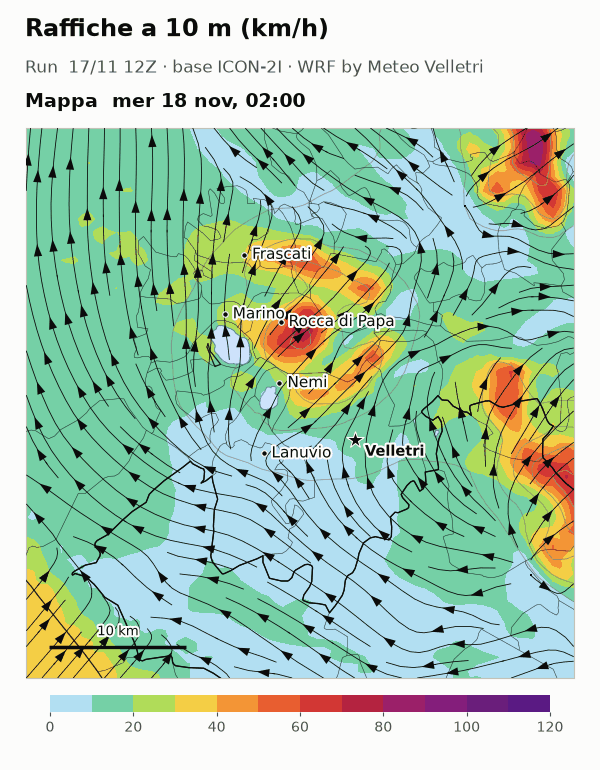 Raffiche a 10 m (km/h)
Run  17/11 12Z · base ICON-2I · WRF by Meteo Velletri
Mappa  mer 18 nov, 02:00
Frascati
Marino
Rocca di Papa
Nemi
Velletri
Lanuvio
10 km
0 20 40 60 80 100 120